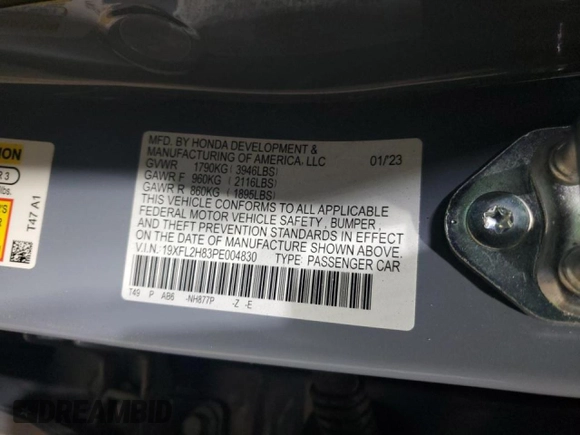 MFD. BY HONDA DEVELOPMENT &
MANUFACTURING OF AMERICA, LLC 01/'23
GVWR 1790KG( 3946LBS)
GAWR F 960KG ( 2116LBS)
GAWR R 860KG ( 1895LBS)
THIS VEHICLE CONFORMS TO ALL APPLICABLE
FEDERAL MOTOR VEHICLE SAFETY , BUMPER ,
AND THEFT PREVENTION STANDARDS IN EFFECT
ON THE DATE OF MANUFACTURE SHOWN ABOVE.
V.I.N. 19XFL2H83PE004830 TYPE: PASSENGER CAR
T49 P AB6 -NH877P -Z -E
T47 A1
DREAMBID